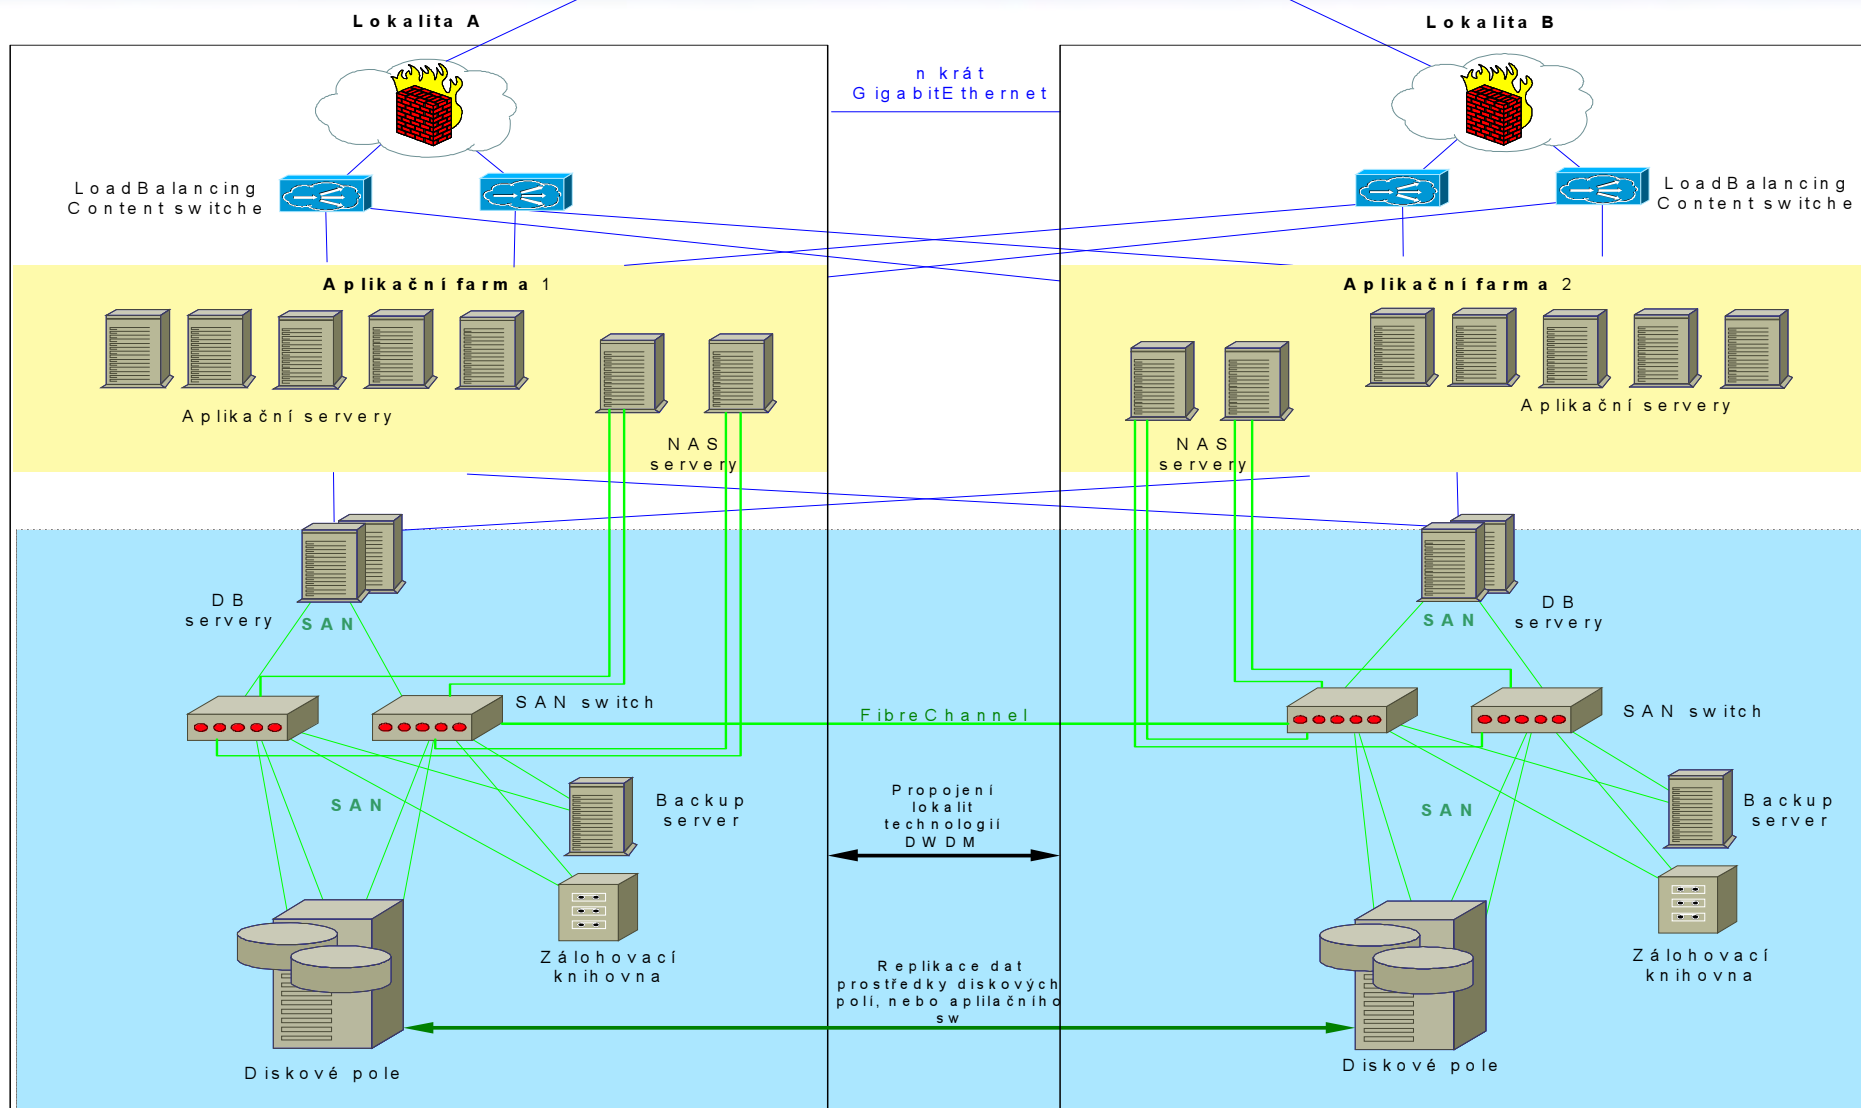 Lokalita A
Lokalita B
n krát
GigabitEthernet
LoadBalancing
Content switche
LoadBalancing
Content switche
Aplikační farma 1
Aplikační farma 2
Aplikační servery
Aplikační servery
NAS
servery
NAS
servery
DB
servery
SAN
SAN
DB
servery
SAN switch
FibreChannel
SAN switch
SAN
Backup
server
Propojení
lokalit
technologií
DWDM
SAN
Backup
server
Zálohovací
knihovna
Replikace dat
prostředky diskových
polí, nebo aplilačního
sw
Zálohovací
knihovna
Diskové pole
Diskové pole